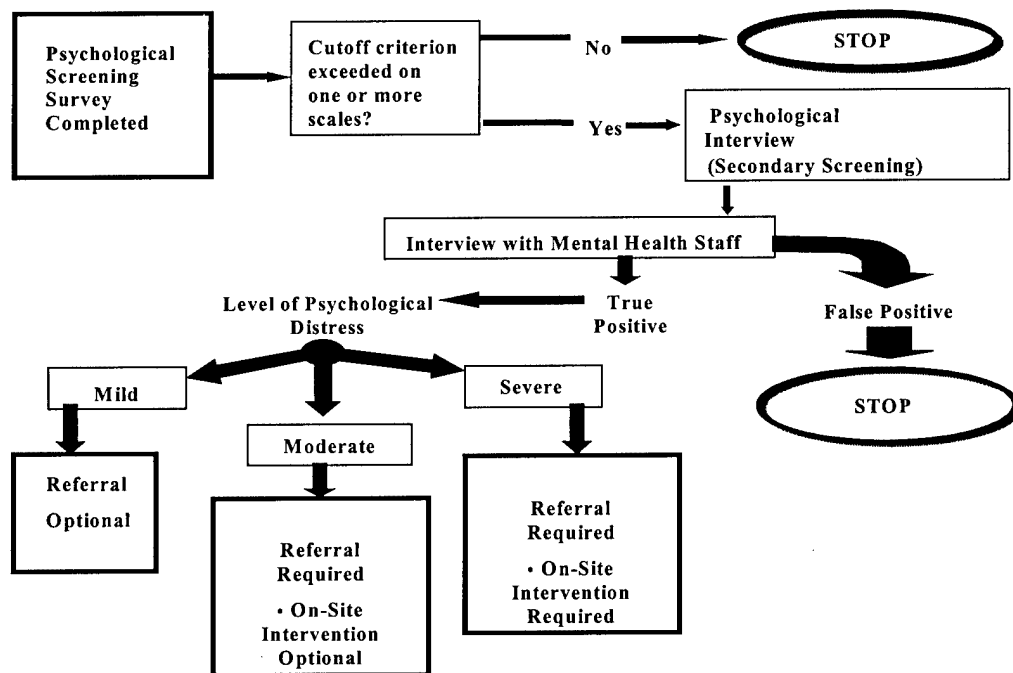 Psychological
Screening
Survey
Completed
Cutoff criterion
exceeded on
one or more
scales?
No
STOP
Yes
Psychological
Interview
(Secondary Screening)
Interview with Mental Health Staff
True
Positive
False Positive
STOP
Level of Psychological
Distress
Mild
Moderate
Severe
Referral
Optional
Referral
Required
• On-Site
Intervention
Optional
Referral
Required
• On-Site
Intervention
Required